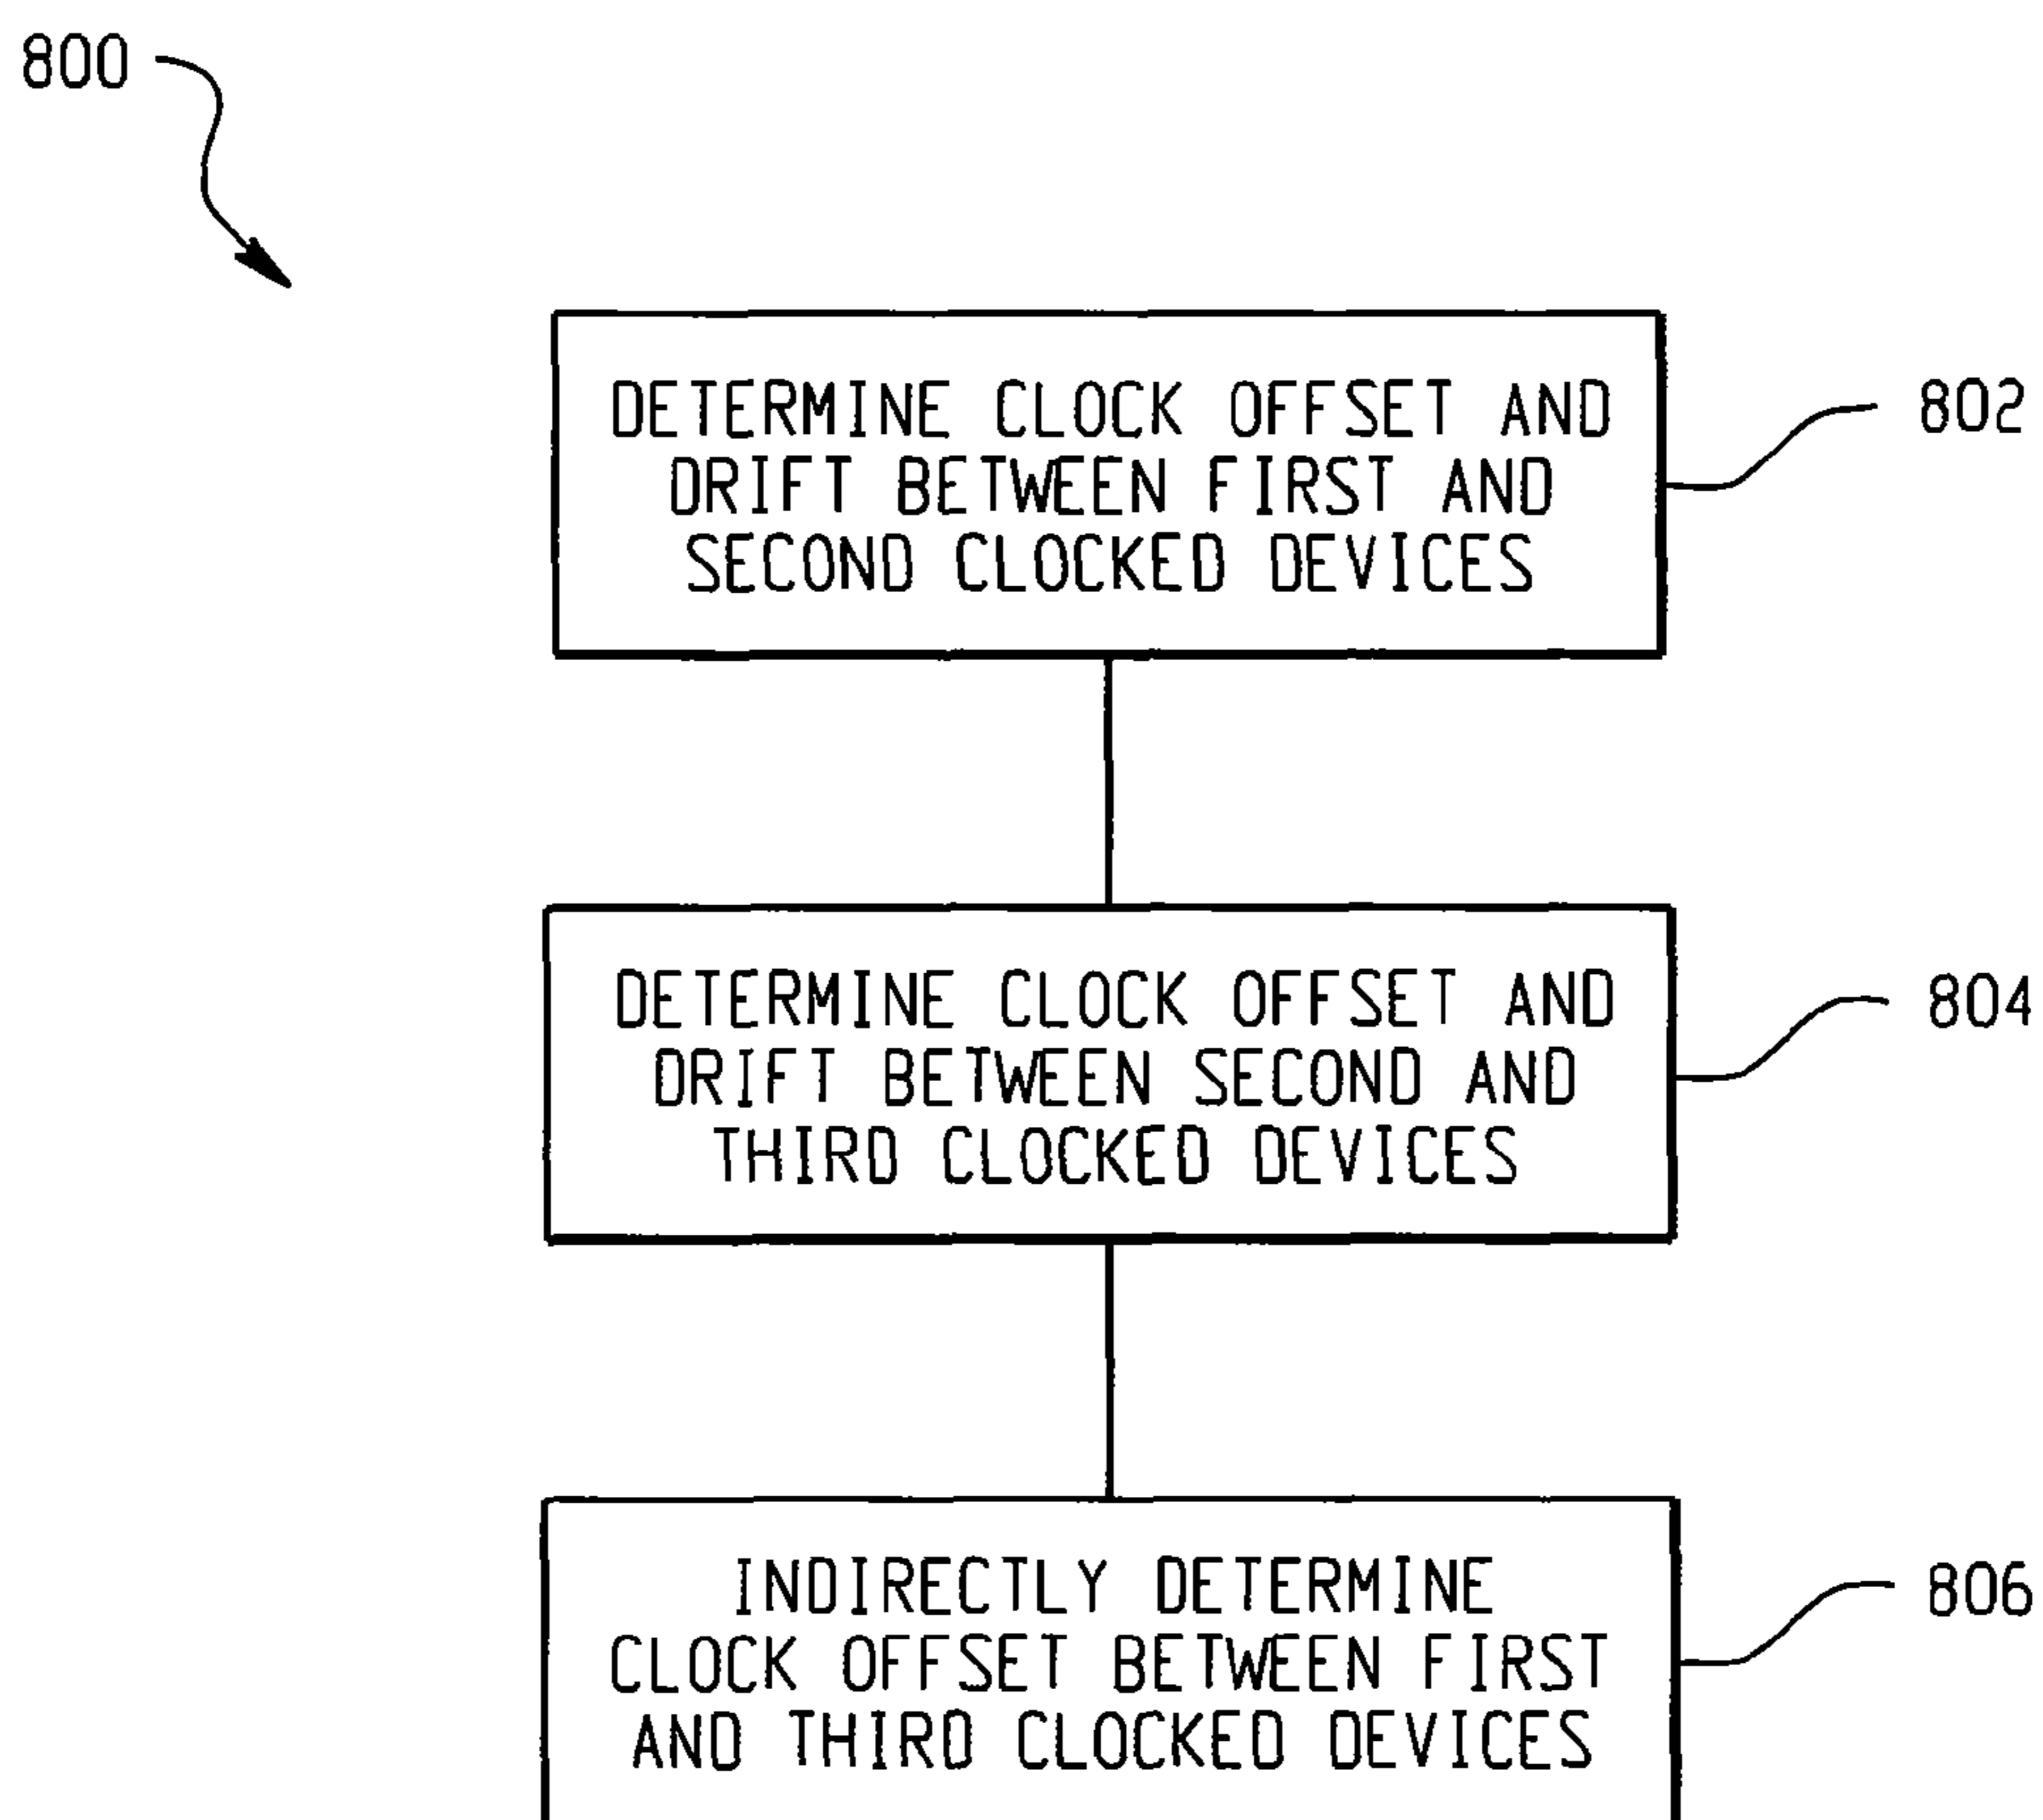 800
DETERMINE CLOCK OFFSET AND
DRIFT BETWEEN FIRST AND
SECOND CLOCKED DEVICES
802
DETERMINE CLOCK OFFSET AND
DRIFT BETWEEN SECOND AND
THIRD CLOCKED DEVICES
804
INDIRECTLY DETERMINE
CLOCK OFFSET BETWEEN FIRST
AND THIRD CLOCKED DEVICES
806